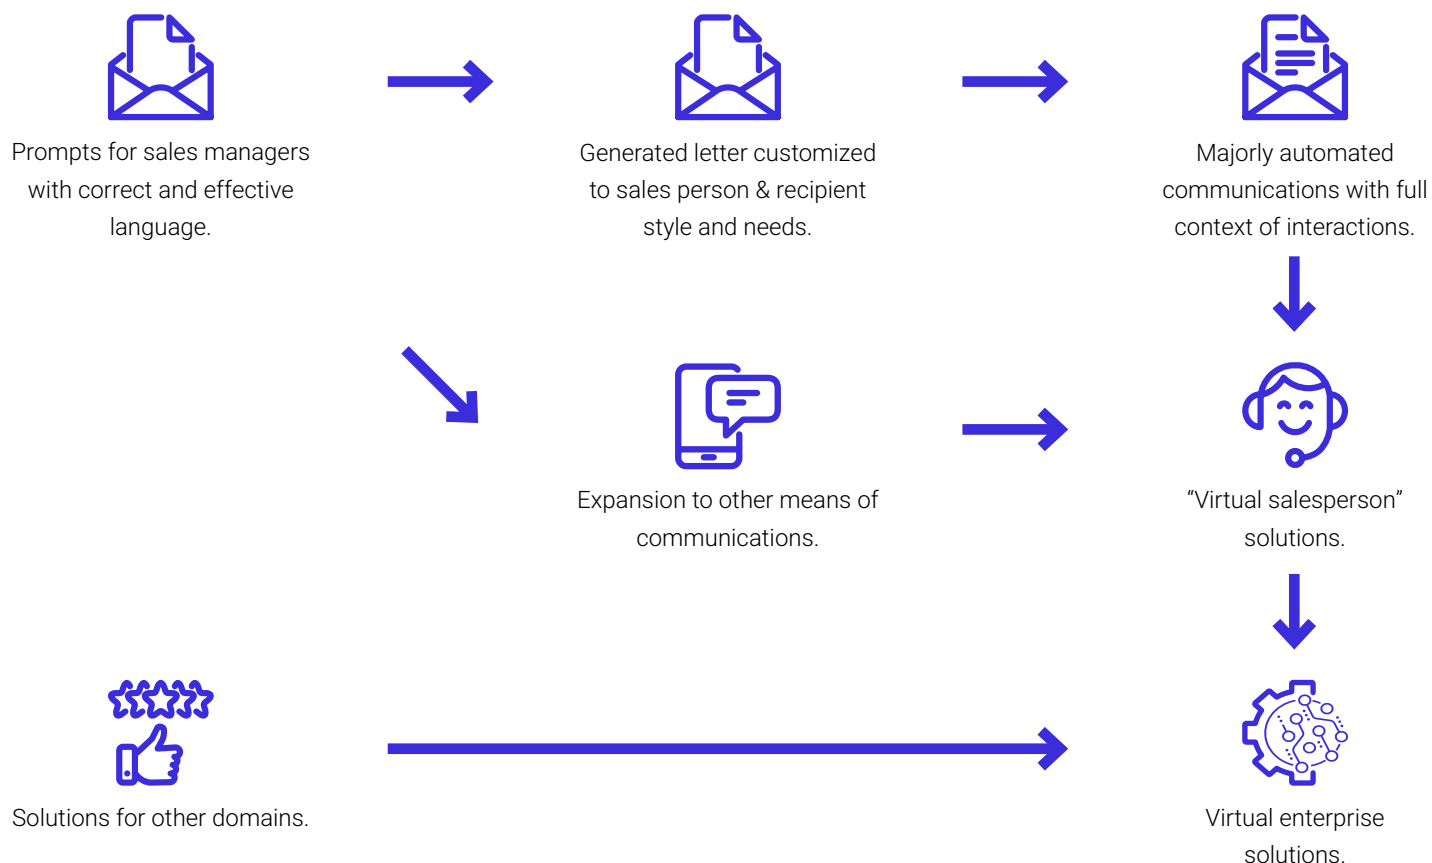 Prompts for sales managers
with correct and effective
language.
Generated letter customized
to sales person & recipient
style and needs.
Majorly automated
communications with full
context of interactions.
Expansion to other means of
communications.
“Virtual salesperson”
solutions.
Solutions for other domains.
Virtual enterprise
solutions.